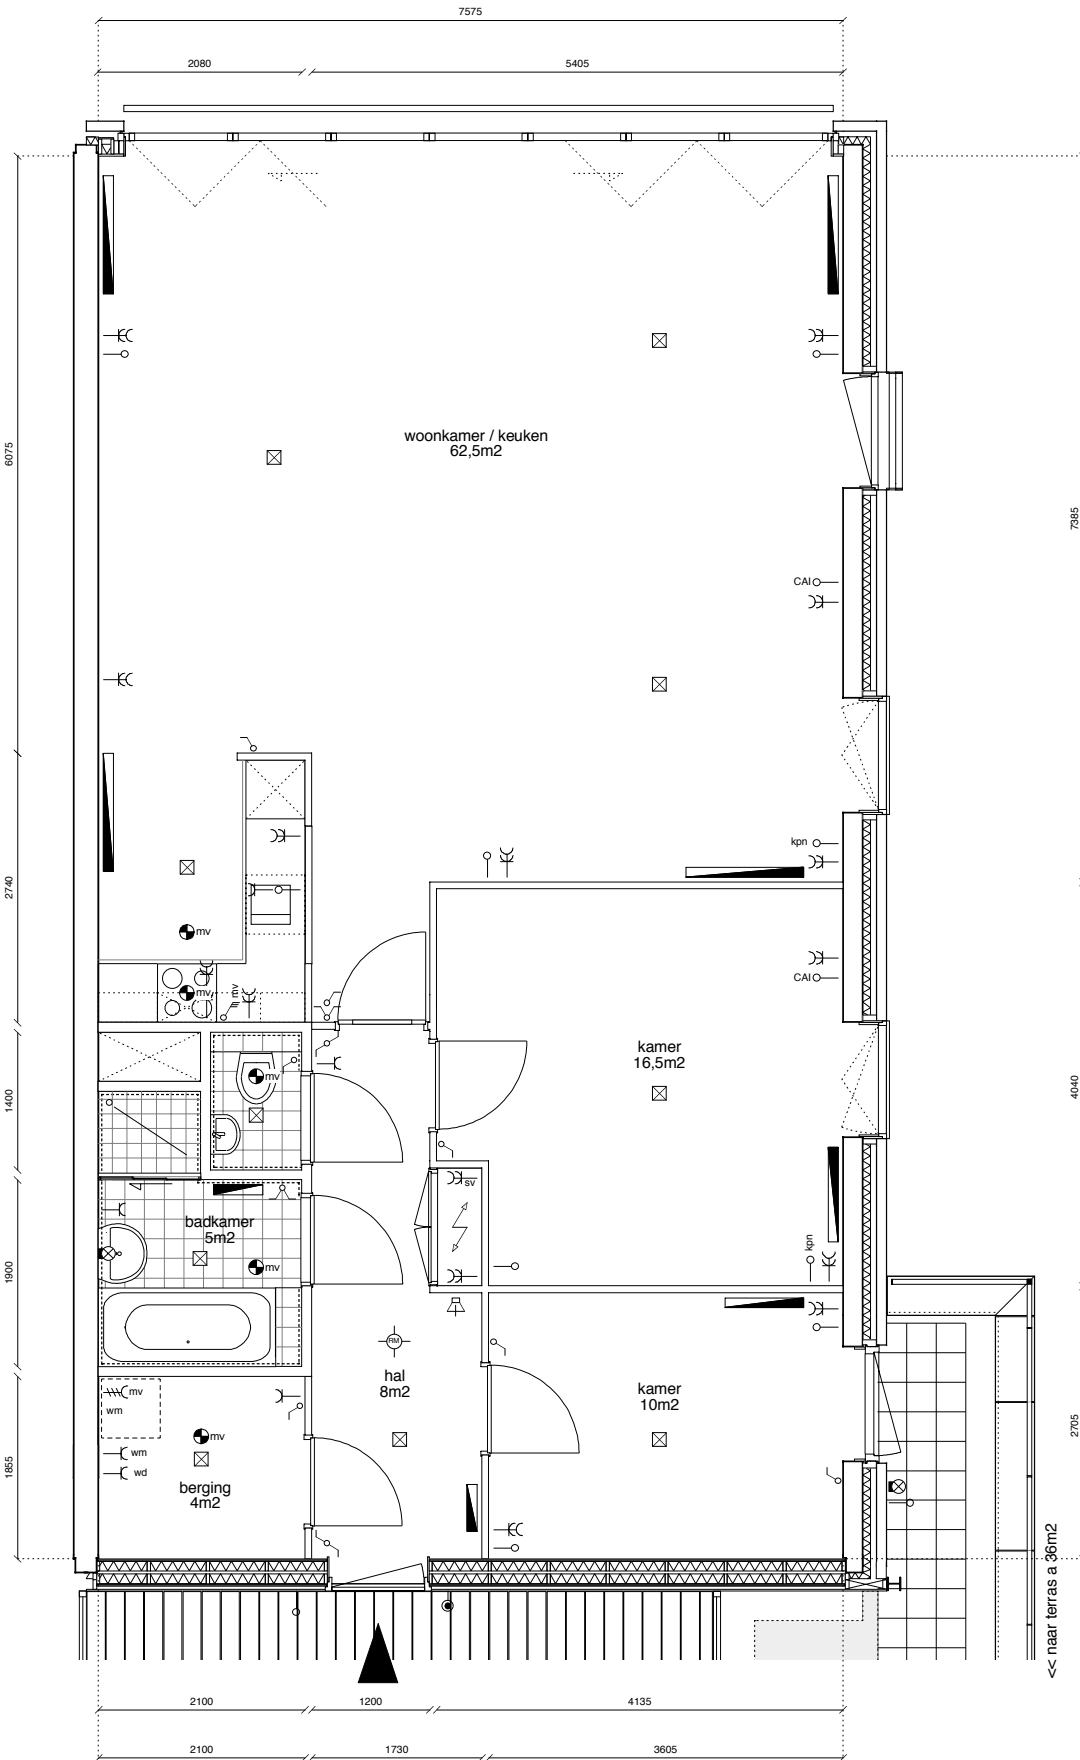 7575
2080
5405
woonkamer / keuken
62,5m2
6075
7385
CAI
kpn
2740
mv
mv
mv
CAI
kamer
16,5m2
mv
1400
4040
sv
badkamer
5m2
mv
kpn
1900
RM
hal
8m2
kamer
10m2
mv
wm
mv
wm
wd
berging
4m2
1855
2705
<< naar terras a 36m2
2100
1200
4135
2100
1730
3605